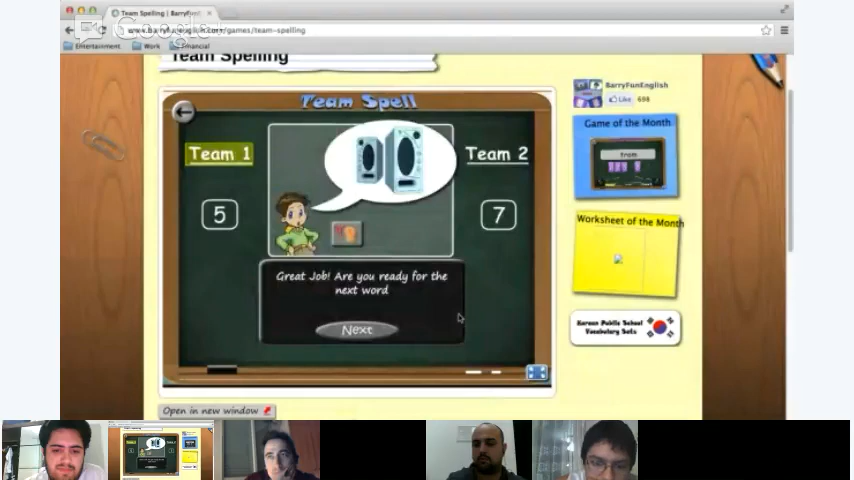 Team Spelling | BarryFunEnglish
Google
www.barryfunenglish.com/games/team-spelling
Entertainment Work Financial
Team Spelling
BarryFunEnglish
Like 698
Team Spell
Team 1
Team 2
5
7
Great Job! Are you ready for the
next word
Next
Game of the Month
from
Worksheet of the Month
Korean Public School
Vocabulary Sets
Open in new window